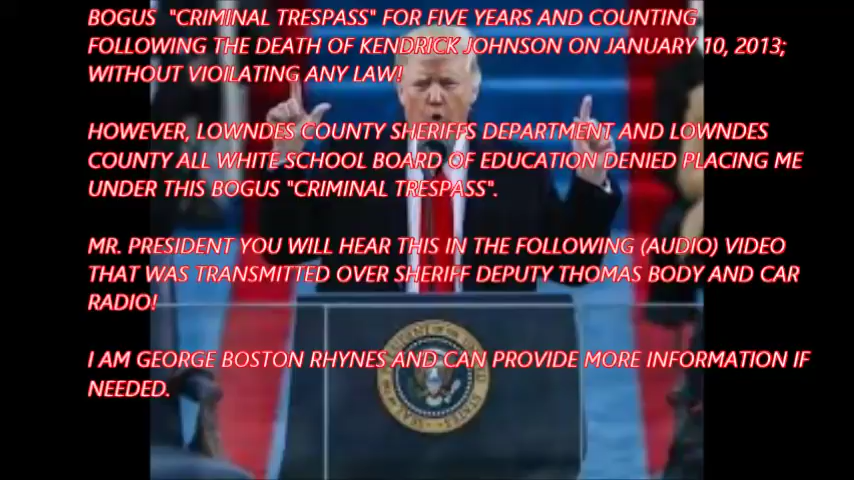 BOGUS "CRIMINAL TRESPASS" FOR FIVE YEARS AND COUNTING
FOLLOWING THE DEATH OF KENDRICK JOHNSON ON JANUARY 10, 2013;
WITHOUT VIOILATING ANY LAW!
HOWEVER, LOWNDES COUNTY SHERIFFS DEPARTMENT AND LOWNDES
COUNTY ALL WHITE SCHOOL BOARD OF EDUCATION DENIED PLACING ME
UNDER THIS BOGUS "CRIMINAL TRESPASS".
MR. PRESIDENT YOU WILL HEAR THIS IN THE FOLLOWING (AUDIO) VIDEO
THAT WAS TRANSMITTED OVER SHERIFF DEPUTY THOMAS BODY AND CAR
RADIO!
I AM GEORGE BOSTON RHYNES AND CAN PROVIDE MORE INFORMATION IF
NEEDED.